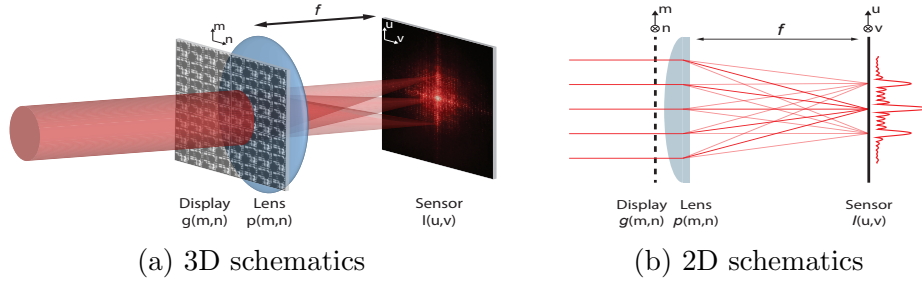 f
m
n
u
v
Display Lens Sensor
g(m,n) p(m,n) I(u,v)
(a) 3D schematics
m
n
u
v
f
Display Lens Sensor
g(m,n) p(m,n) I(u,v)
(b) 2D schematics